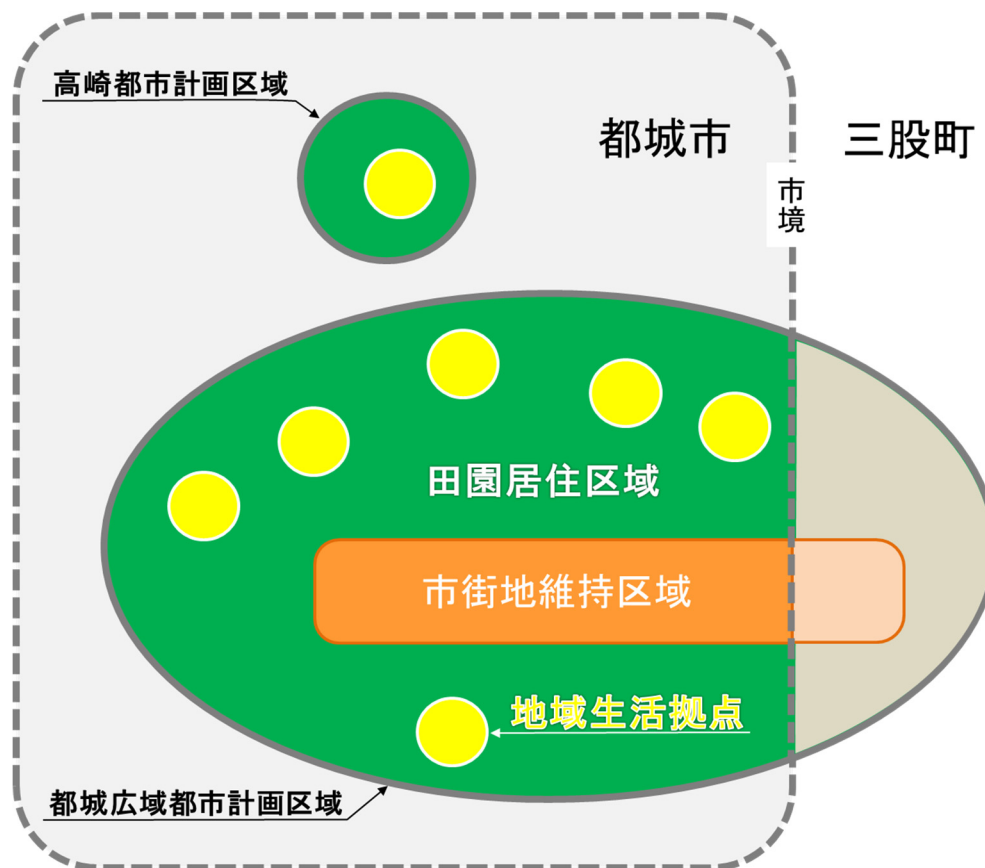 高崎都市計画区域
都城市
三股町
市境
田園居住区域
市街地維持区域
地域生活拠点
都城広域都市計画区域